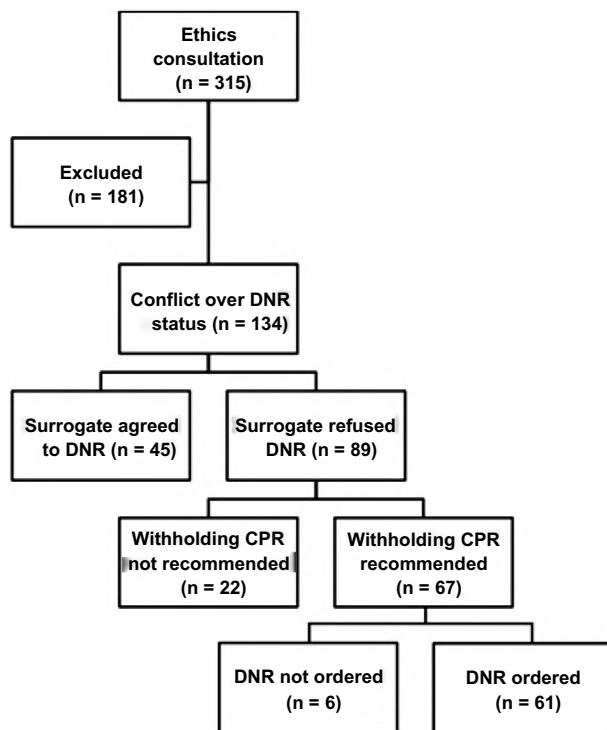 Ethics
consultation
(n = 315)
Excluded
(n = 181)
Conflict over DNR
status (n = 134)
Surrogate agreed
to DNR (n = 45)
Surrogate refused
DNR (n = 89)
Withholding CPR
not recommended
(n = 22)
Withholding CPR
recommended
(n = 67)
DNR not ordered
(n = 6)
DNR ordered
(n = 61)